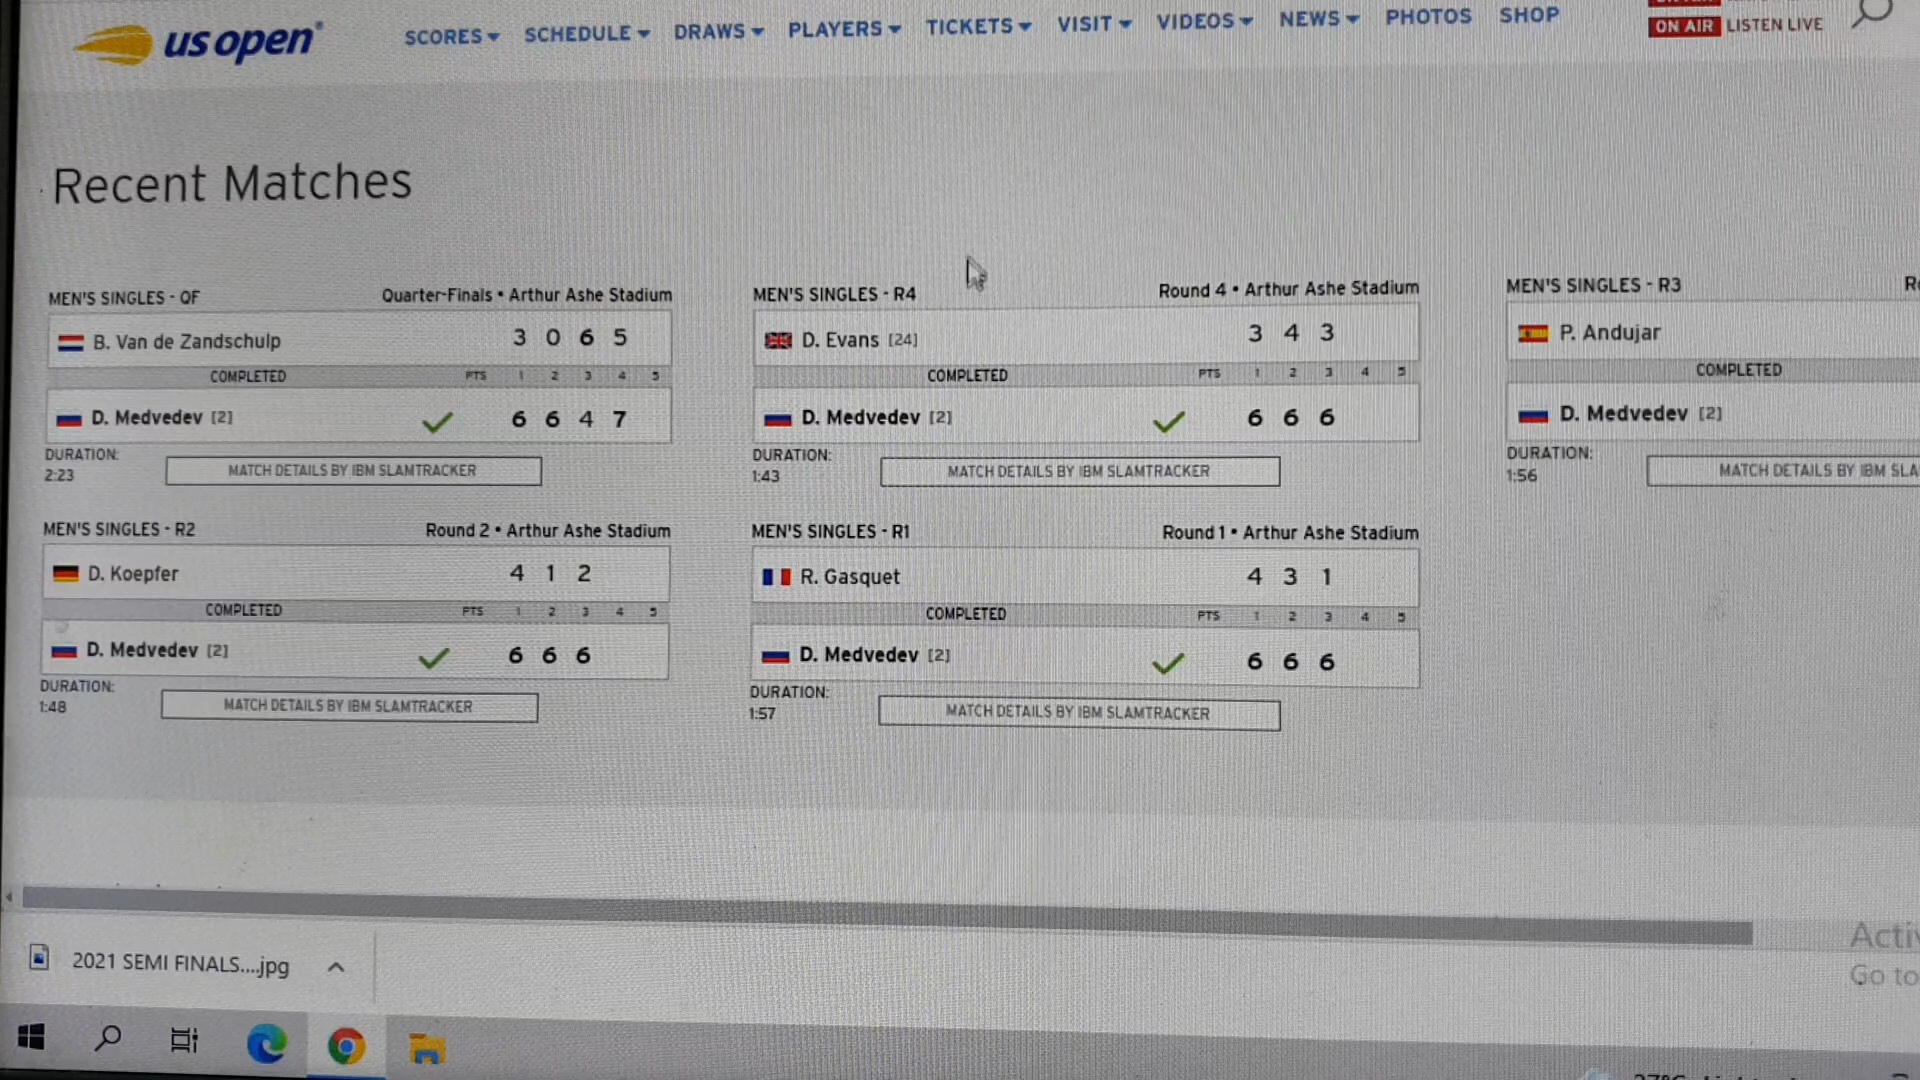 us open
SCORES SCHEDULE DRAWS PLAYERS TICKETS VISIT VIDEOS NEWS PHOTOS SHOP
ON AIR LISTEN LIVE
Recent Matches
MEN'S SINGLES - QF Quarter-Finals • Arthur Ashe Stadium
B. Van de Zandschulp 3 0 6 5
COMPLETED PTS 1 2 3 4 5
D. Medvedev [2] 6 6 4 7
DURATION:
2:23
MATCH DETAILS BY IBM SLAMTRACKER
MEN'S SINGLES - R4 Round 4 • Arthur Ashe Stadium
D. Evans [24] 3 4 3
COMPLETED PTS 1 2 3 4 5
D. Medvedev [2] 6 6 6
DURATION:
1:43
MATCH DETAILS BY IBM SLAMTRACKER
MEN'S SINGLES - R3
P. Andujar
COMPLETED
D. Medvedev [2]
DURATION:
1:56
MATCH DETAILS BY IBM SLA
MEN'S SINGLES - R2 Round 2 • Arthur Ashe Stadium
D. Koepfer 4 1 2
COMPLETED PTS 1 2 3 4 5
D. Medvedev [2] 6 6 6
DURATION:
1:48
MATCH DETAILS BY IBM SLAMTRACKER
MEN'S SINGLES - R1 Round 1 • Arthur Ashe Stadium
R. Gasquet 4 3 1
COMPLETED PTS 1 2 3 4 5
D. Medvedev [2] 6 6 6
DURATION:
1:57
MATCH DETAILS BY IBM SLAMTRACKER
2021 SEMI FINALS....jpg
Activ
Go to